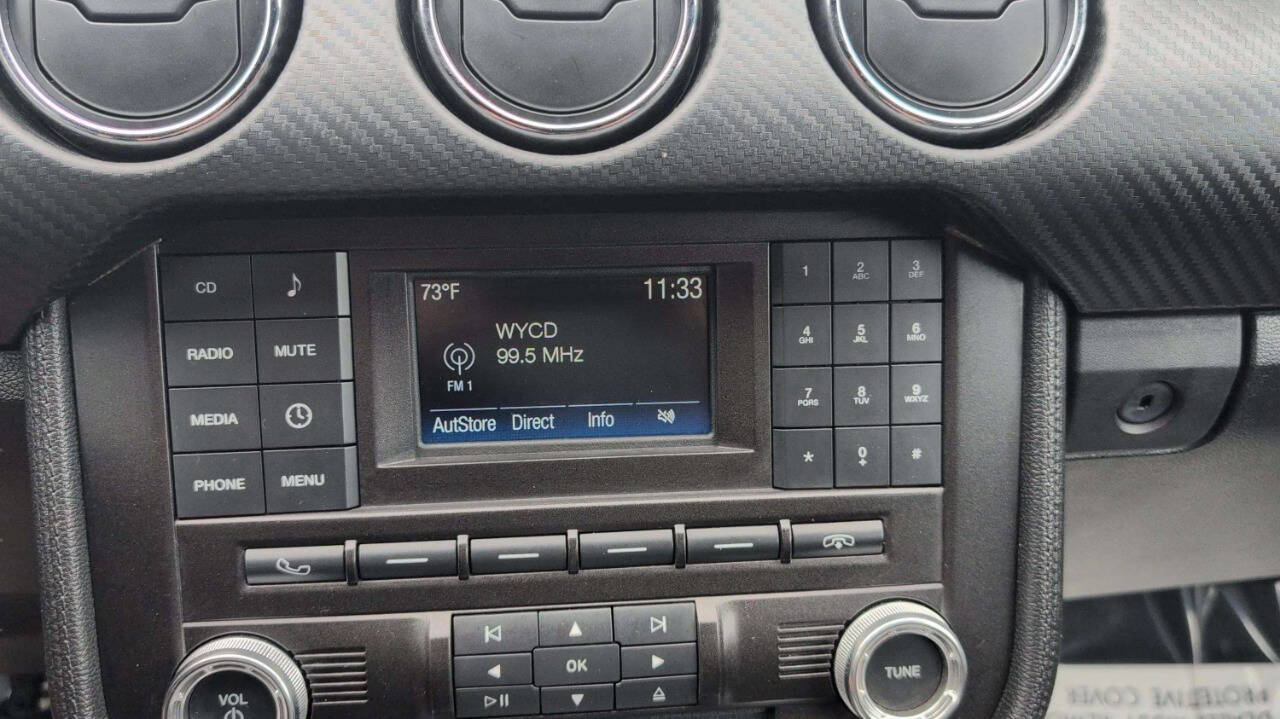 73°F 11:33
WYCD
99.5 MHz
FM 1
AutStore Direct Info
CD
RADIO MUTE
MEDIA
PHONE MENU
1 2 ABC 3 DEF
4 GHI 5 JKL 6 MNO
7 PQRS 8 TUV 9 WXYZ
* 0 + #
OK
VOL
TUNE
PROTECTIVE COVER